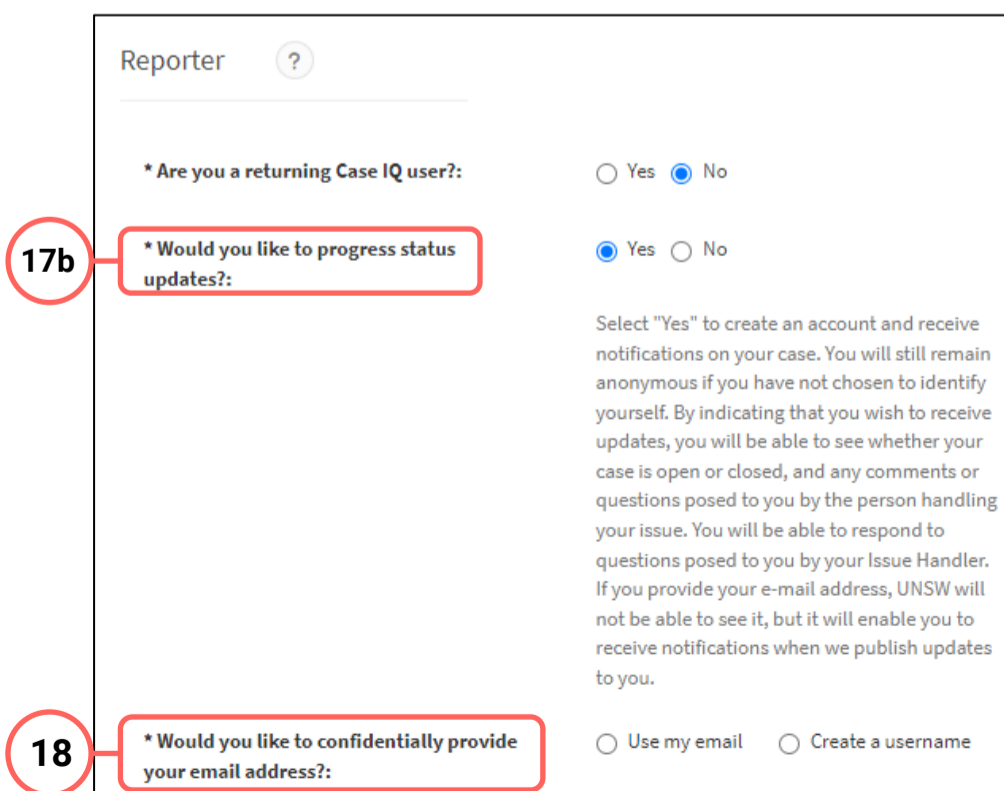 Reporter ?
* Are you a returning Case IQ user?: Yes No
17b
* Would you like to progress status
updates?:
Yes No
Select "Yes" to create an account and receive
notifications on your case. You will still remain
anonymous if you have not chosen to identify
yourself. By indicating that you wish to receive
updates, you will be able to see whether your
case is open or closed, and any comments or
questions posed to you by the person handling
your issue. You will be able to respond to
questions posed to you by your Issue Handler.
If you provide your e-mail address, UNSW will
not be able to see it, but it will enable you to
receive notifications when we publish updates
to you.
18
* Would you like to confidentially provide
your email address?:
Use my email Create a username